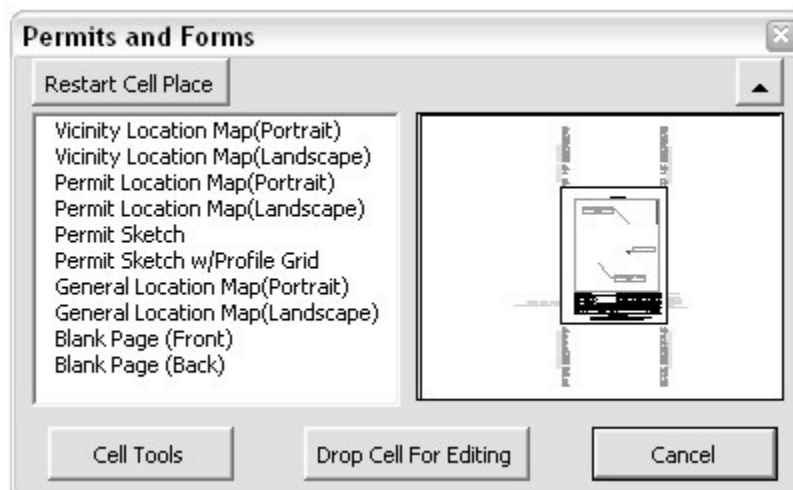 Permits and Forms
Restart Cell Place
Vicinity Location Map(Portrait)
Vicinity Location Map(Landscape)
Permit Location Map(Portrait)
Permit Location Map(Landscape)
Permit Sketch
Permit Sketch w/Profile Grid
General Location Map(Portrait)
General Location Map(Landscape)
Blank Page (Front)
Blank Page (Back)
Cell Tools
Drop Cell For Editing
Cancel